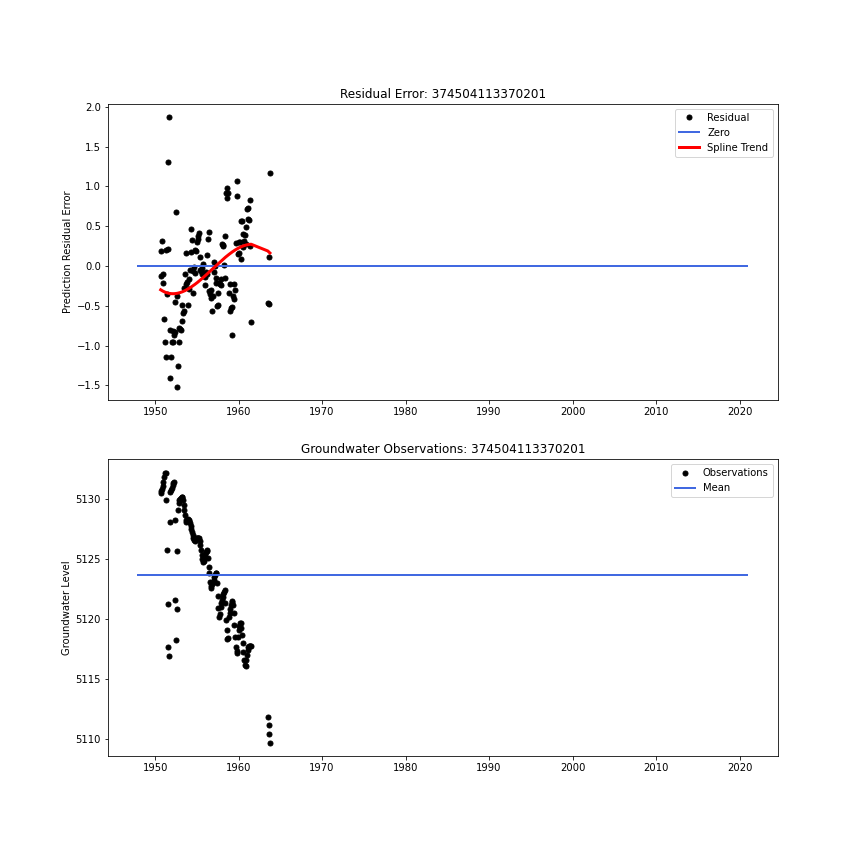 Residual Error: 374504113370201
Prediction Residual Error
2.0
1.5
1.0
0.5
0.0
−0.5
−1.0
−1.5
Residual
Zero
Spline Trend
1950 1960 1970 1980 1990 2000 2010 2020
Groundwater Observations: 374504113370201
Groundwater Level
5130
5125
5120
5115
5110
Observations
Mean
1950 1960 1970 1980 1990 2000 2010 2020